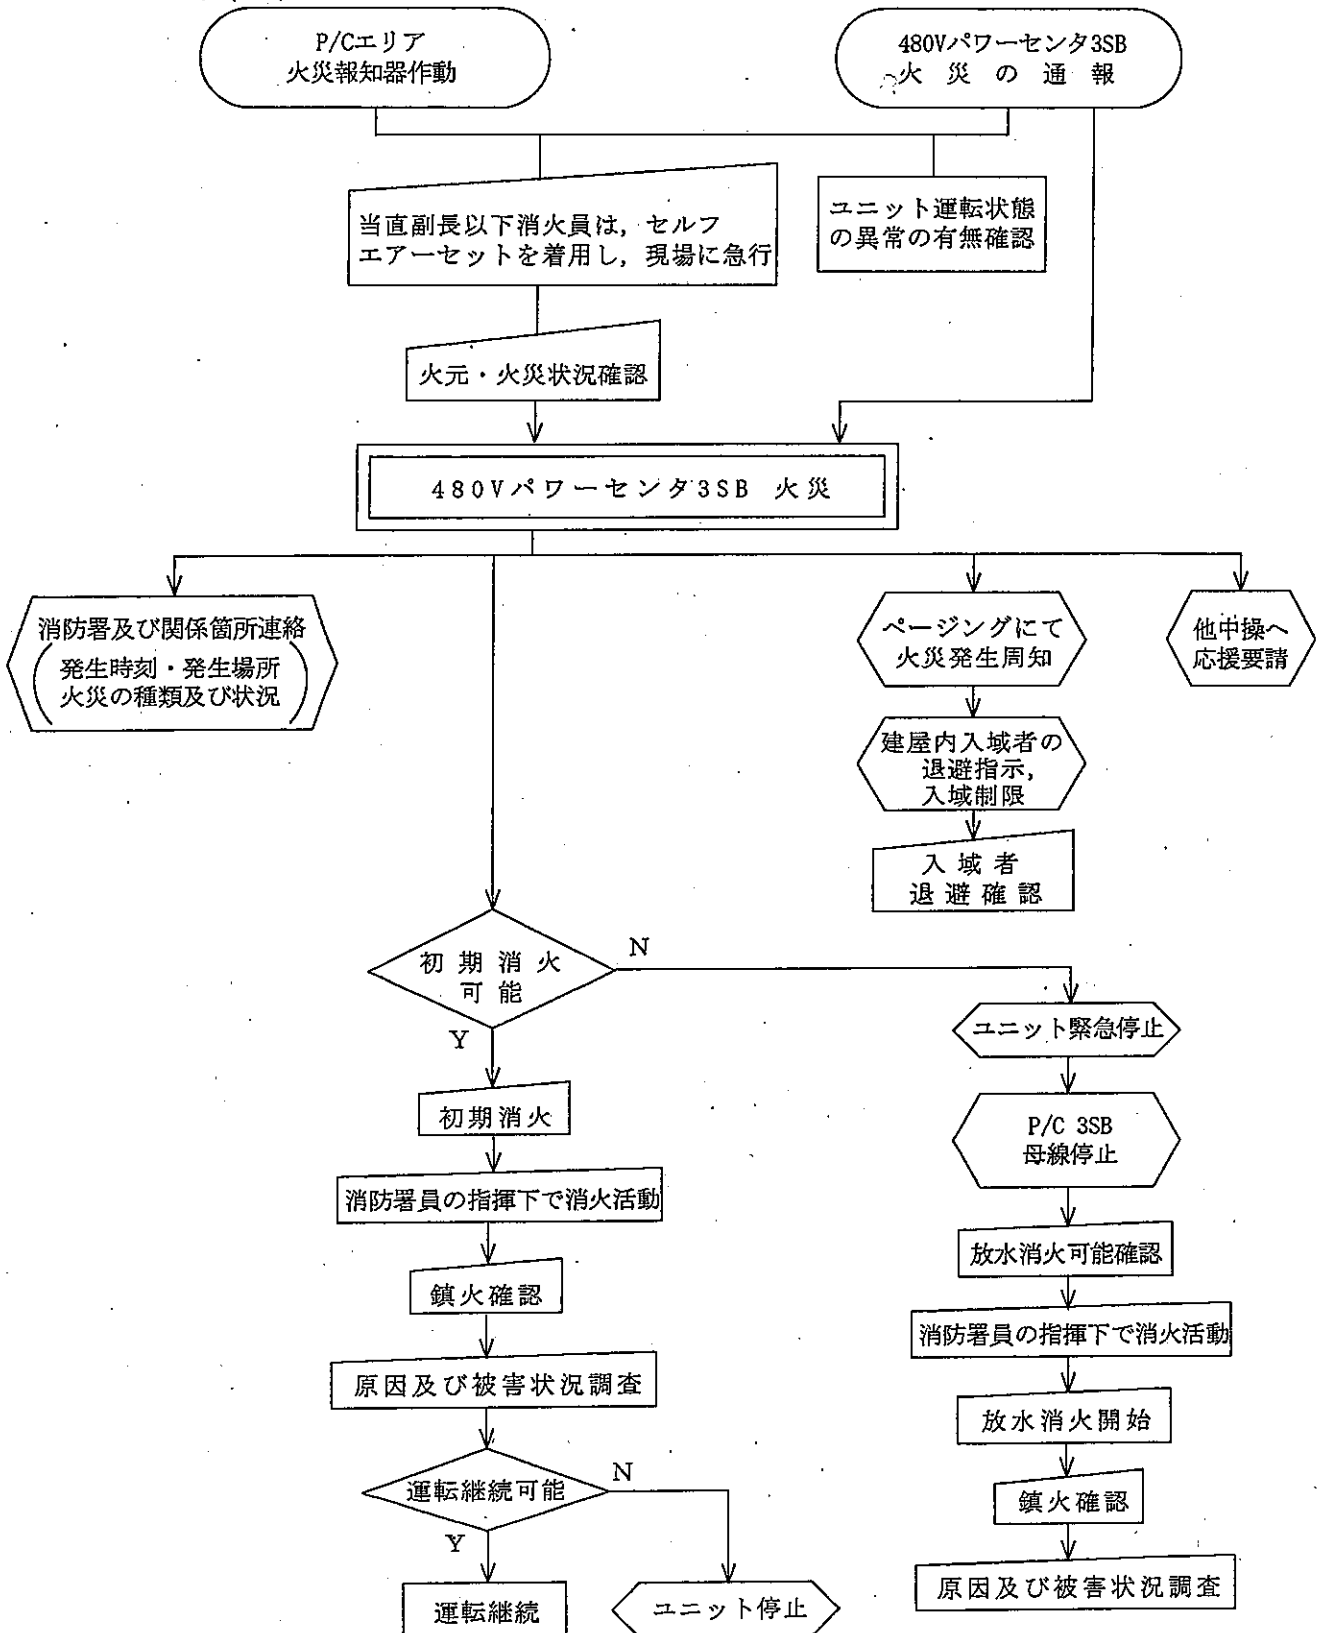 P/Cエリア
火災報知器作動
480Vパワーセンタ3SB
火災の通報
当直副長以下消火員は，セルフ
エアーセットを着用し，現場に急行
ユニット運転状態
の異常の有無確認
火元・火災状況確認
480Vパワーセンタ3SB 火災
消防署及び関係箇所連絡
(発生時刻・発生場所
火災の種類及び状況)
ページングにて
火災発生周知
他中操へ
応援要請
建屋内入域者の
退避指示，
入域制限
入域者
退避確認
初期消火
可能
N
Y
ユニット緊急停止
初期消火
P/C 3SB
母線停止
消防署員の指揮下で消火活動
放水消火可能確認
鎮火確認
消防署員の指揮下で消火活動
原因及び被害状況調査
放水消火開始
運転継続可能
N
Y
鎮火確認
原因及び被害状況調査
運転継続
ユニット停止